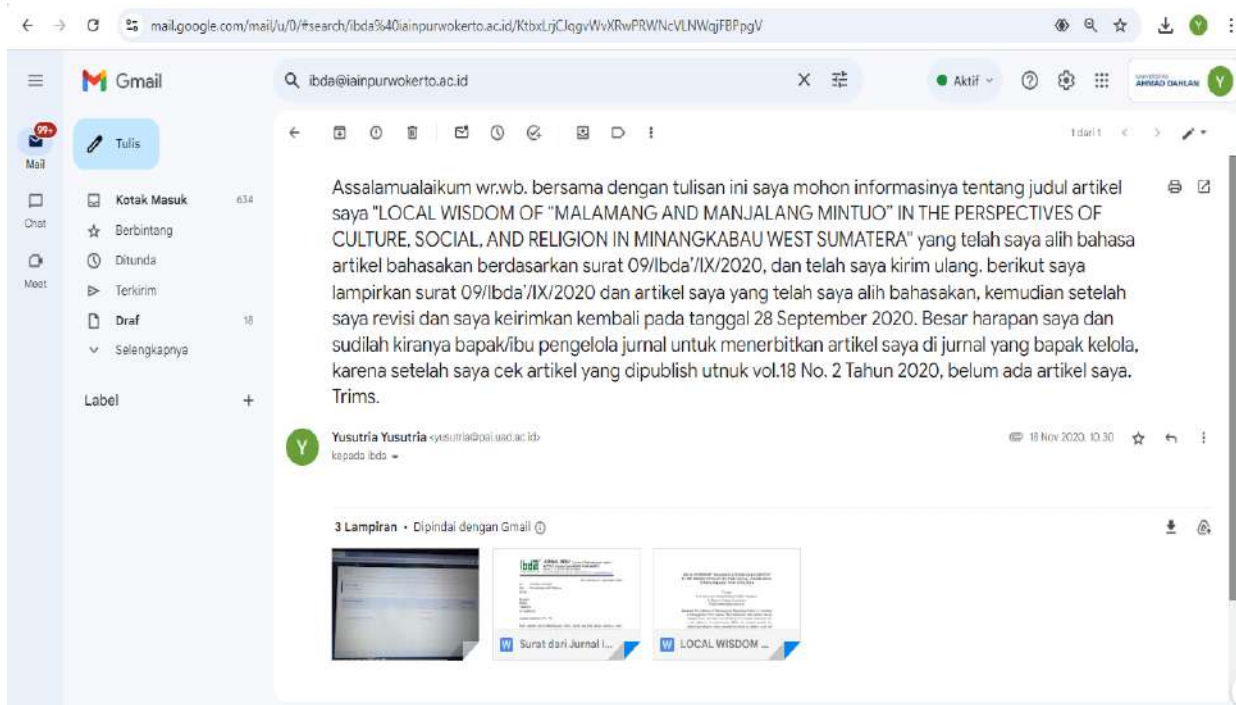 mail.google.com/mail/u/0/#search/ibda%40iainpurwokerto.ac.id/KtbxLrjCJqgvWvXRwPRWNcVLNWqjFBPpgV
Gmail
ibda@iainpurwokerto.ac.id
Aktif
UNIVERSITAS
AHMAD DAHLAN
Y
99+
Mail
Chat
Meet
Tulis
Kotak Masuk 634
Berbintang
Ditunda
Terkirim
Draf 18
Selengkapnya
Label
1 dari 1
Assalamualaikum wr.wb. bersama dengan tulisan ini saya mohon informasinya tentang judul artikel
saya "LOCAL WISDOM OF “MALAMANG AND MANJALANG MINTUO” IN THE PERSPECTIVES OF
CULTURE, SOCIAL, AND RELIGION IN MINANGKABAU WEST SUMATERA" yang telah saya alih bahasa
artikel bahasakan berdasarkan surat 09/Ibda’/IX/2020, dan telah saya kirim ulang. berikut saya
lampirkan surat 09/Ibda’/IX/2020 dan artikel saya yang telah saya alih bahasakan, kemudian setelah
saya revisi dan saya keirimkan kembali pada tanggal 28 September 2020. Besar harapan saya dan
sudilah kiranya bapak/ibu pengelola jurnal untuk menerbitkan artikel saya di jurnal yang bapak kelola,
karena setelah saya cek artikel yang dipublish utnuk vol.18 No. 2 Tahun 2020, belum ada artikel saya.
Trims.
Y
Yusutria Yusutria <yusutria@pai.uad.ac.id>
18 Nov 2020, 10.30
kepada ibda
3 Lampiran • Dipindai dengan Gmail
ibda
W Surat dari Jurnal I...
W LOCAL WISDOM ...